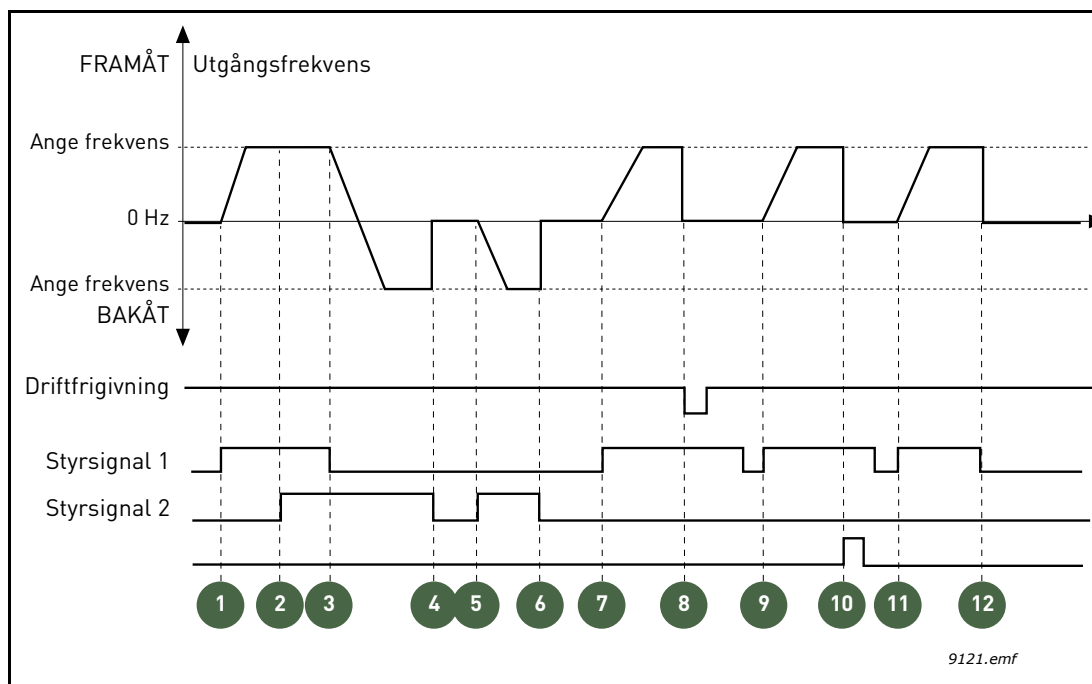 FRAMÅT
Utgångsfrekvens
Ange frekvens
0 Hz
Ange frekvens
BAKÅT
Driftfrigivning
Styrsignal 1
Styrsignal 2
1 2 3 4 5 6 7 8 9 10 11 12
9121.emf